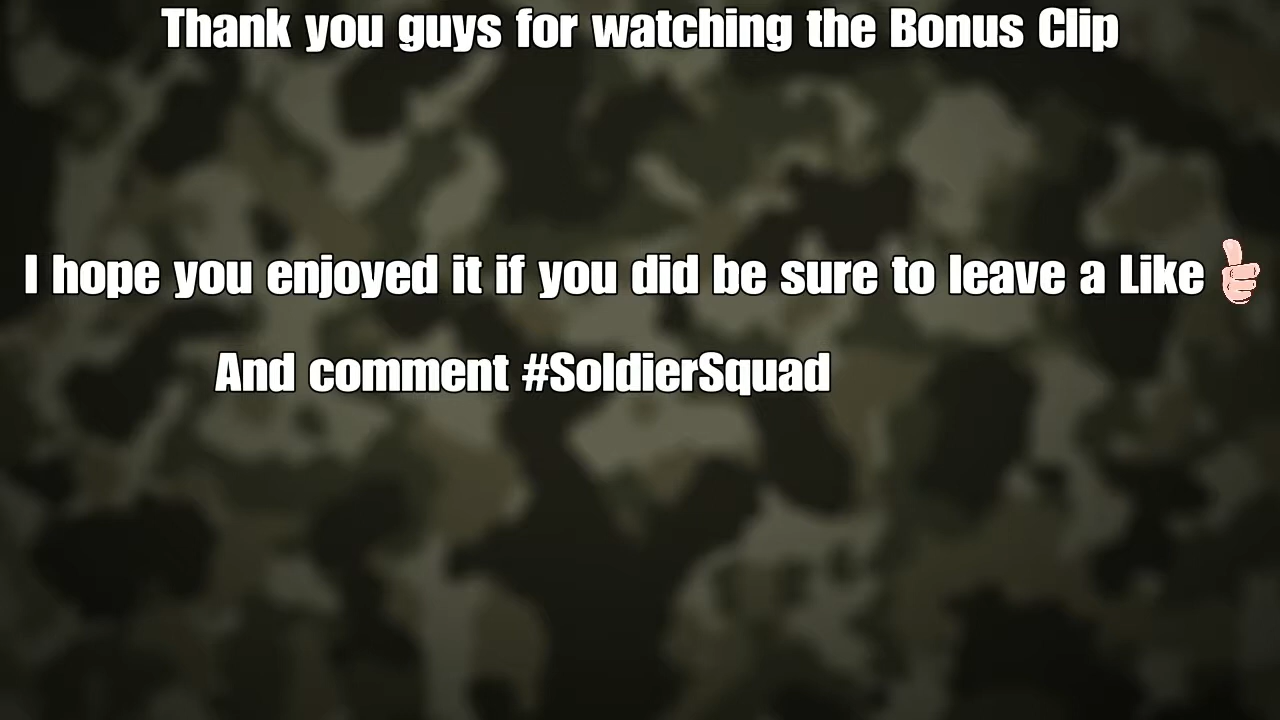 Thank you guys for watching the Bonus Clip
I hope you enjoyed it if you did be sure to leave a Like
And comment #SoldierSquad